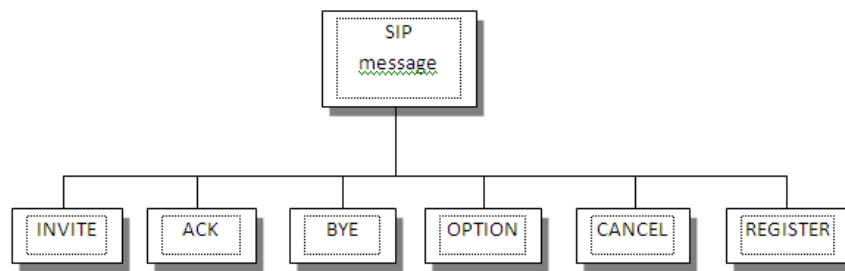 SIP
message
INVITE
ACK
BYE
OPTION
CANCEL
REGISTER